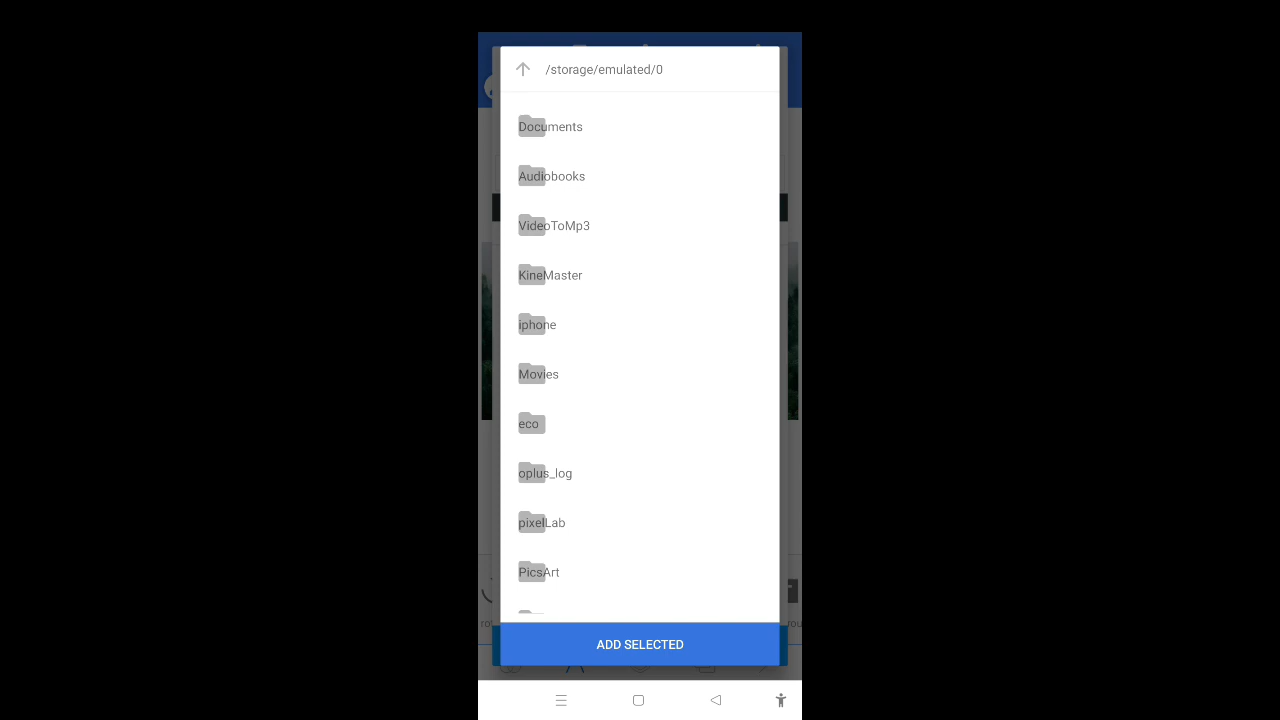 /storage/emulated/0
Documents
Audiobooks
VideoToMp3
KineMaster
iphone
Movies
eco
oplus_log
pixelLab
PicsArt
ADD SELECTED